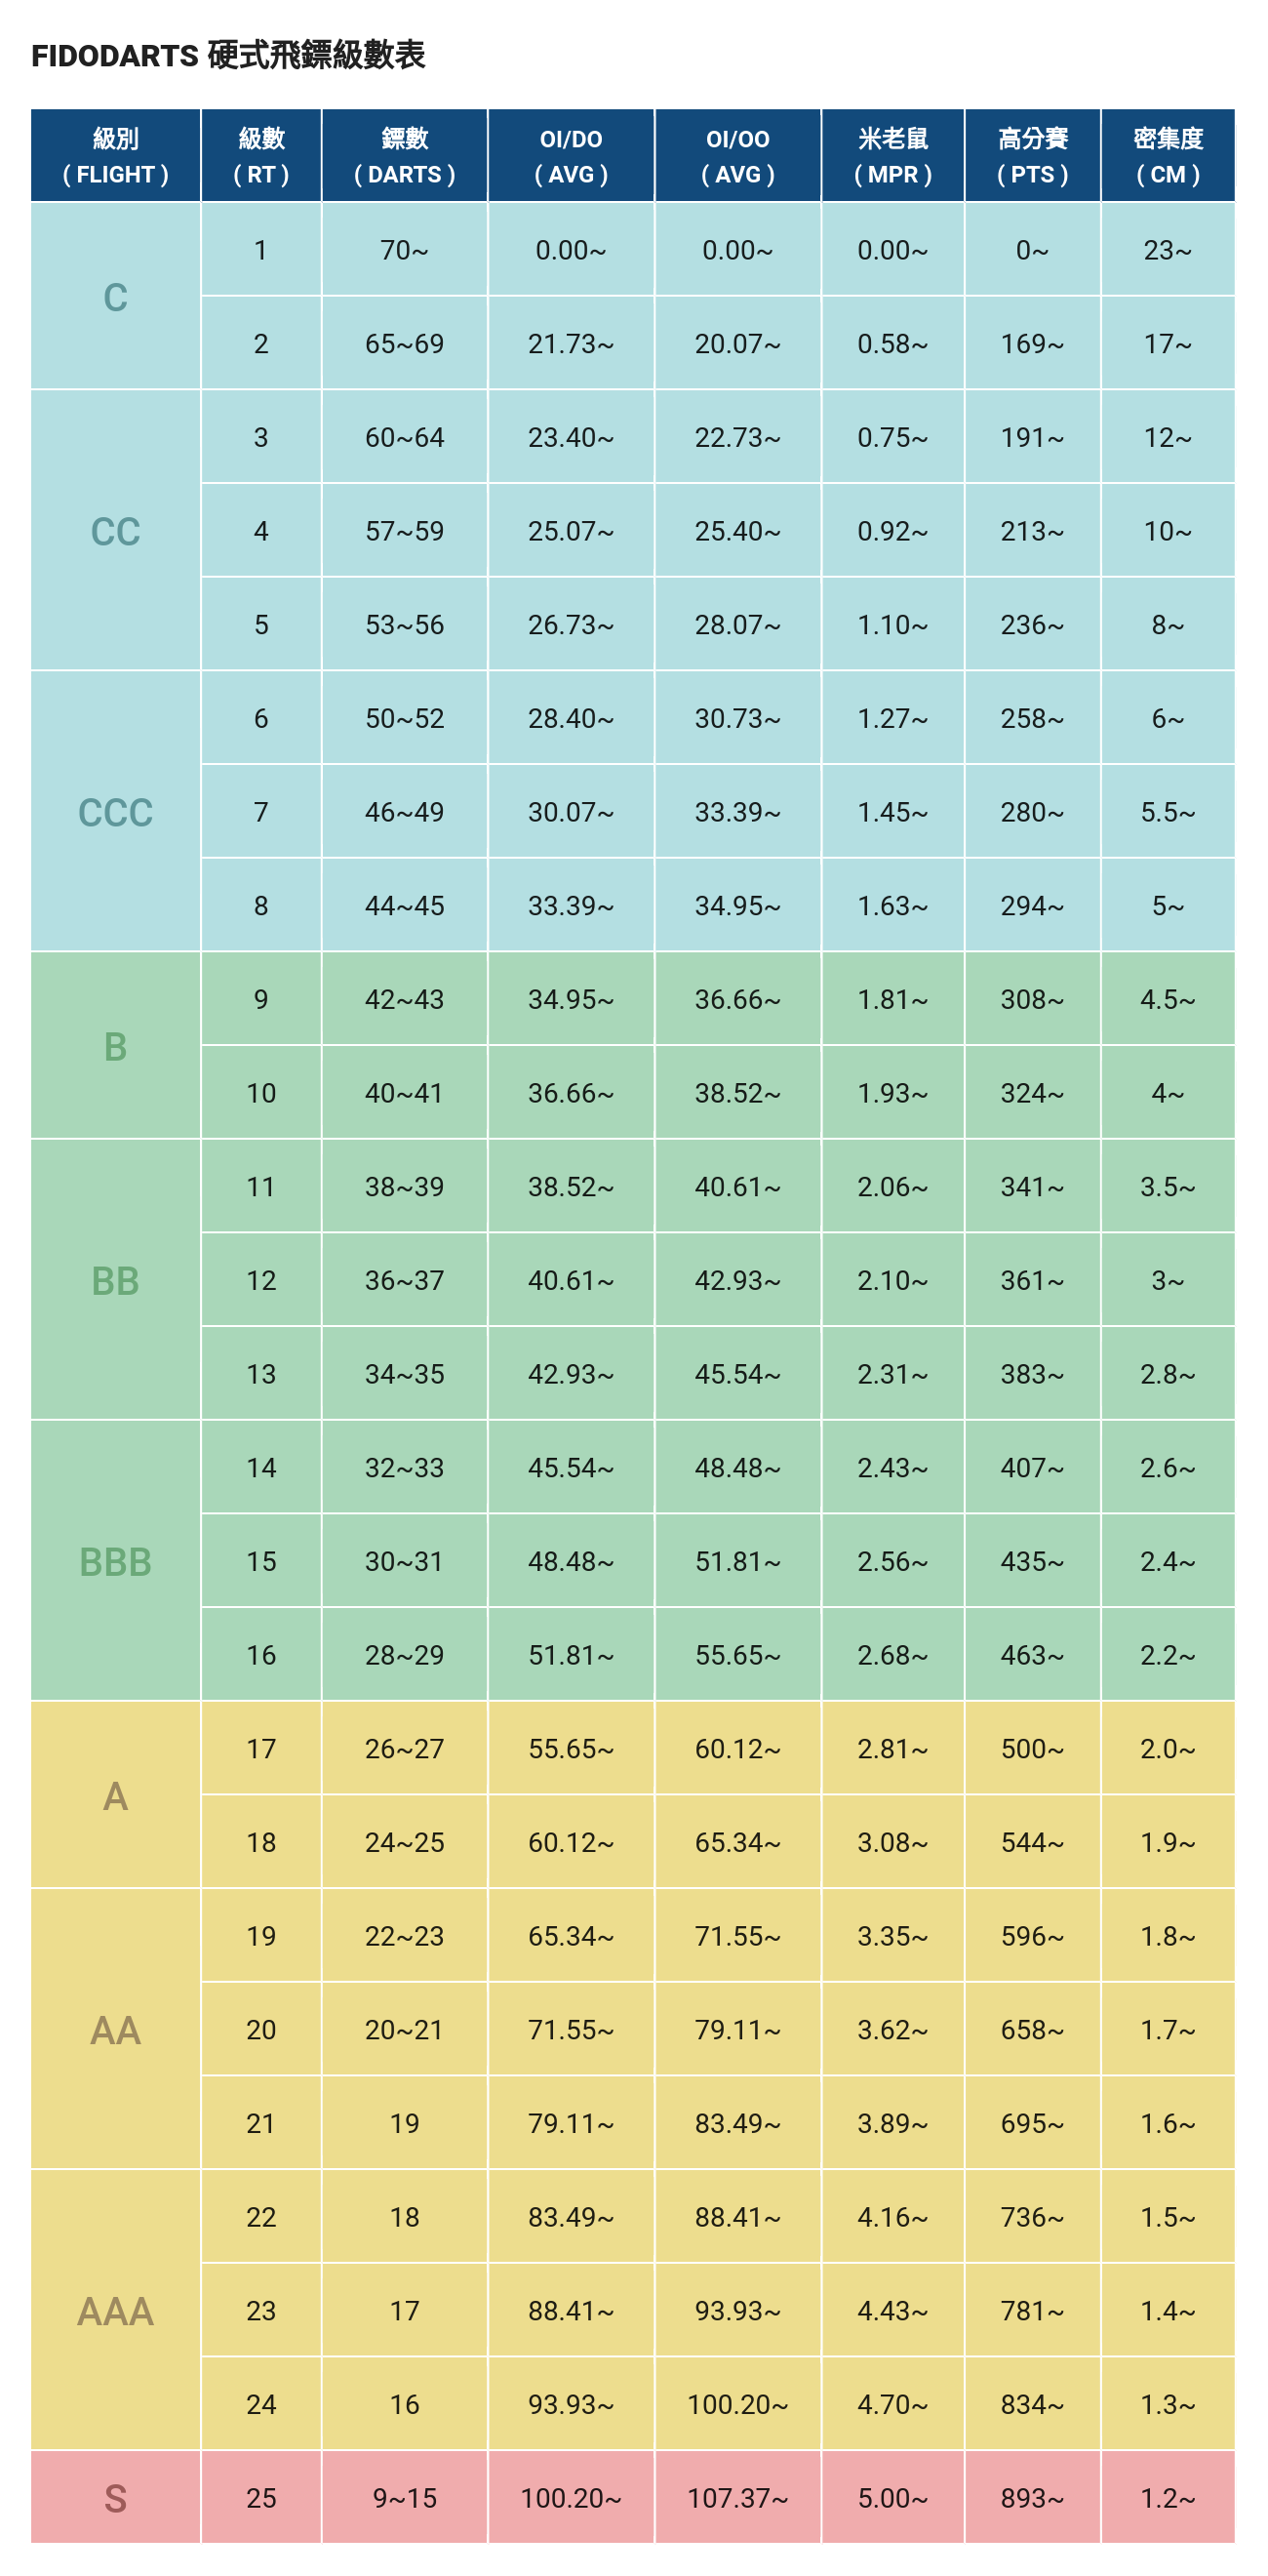 FIDODARTS 硬式飛鏢級數表
級別 級數 鏢數 OI/DO OI/OO 米老鼠 高分賽 密集度
( FLIGHT ) ( RT ) ( DARTS ) ( AVG ) ( AVG ) ( MPR ) ( PTS ) ( CM )
C
1 70~ 0.00~ 0.00~ 0.00~ 0~ 23~
2 65~69 21.73~ 20.07~ 0.58~ 169~ 17~
CC
3 60~64 23.40~ 22.73~ 0.75~ 191~ 12~
4 57~59 25.07~ 25.40~ 0.92~ 213~ 10~
5 53~56 26.73~ 28.07~ 1.10~ 236~ 8~
CCC
6 50~52 28.40~ 30.73~ 1.27~ 258~ 6~
7 46~49 30.07~ 33.39~ 1.45~ 280~ 5.5~
8 44~45 33.39~ 34.95~ 1.63~ 294~ 5~
B
9 42~43 34.95~ 36.66~ 1.81~ 308~ 4.5~
10 40~41 36.66~ 38.52~ 1.93~ 324~ 4~
BB
11 38~39 38.52~ 40.61~ 2.06~ 341~ 3.5~
12 36~37 40.61~ 42.93~ 2.10~ 361~ 3~
13 34~35 42.93~ 45.54~ 2.31~ 383~ 2.8~
BBB
14 32~33 45.54~ 48.48~ 2.43~ 407~ 2.6~
15 30~31 48.48~ 51.81~ 2.56~ 435~ 2.4~
16 28~29 51.81~ 55.65~ 2.68~ 463~ 2.2~
A
17 26~27 55.65~ 60.12~ 2.81~ 500~ 2.0~
18 24~25 60.12~ 65.34~ 3.08~ 544~ 1.9~
AA
19 22~23 65.34~ 71.55~ 3.35~ 596~ 1.8~
20 20~21 71.55~ 79.11~ 3.62~ 658~ 1.7~
21 19 79.11~ 83.49~ 3.89~ 695~ 1.6~
AAA
22 18 83.49~ 88.41~ 4.16~ 736~ 1.5~
23 17 88.41~ 93.93~ 4.43~ 781~ 1.4~
24 16 93.93~ 100.20~ 4.70~ 834~ 1.3~
S
25 9~15 100.20~ 107.37~ 5.00~ 893~ 1.2~